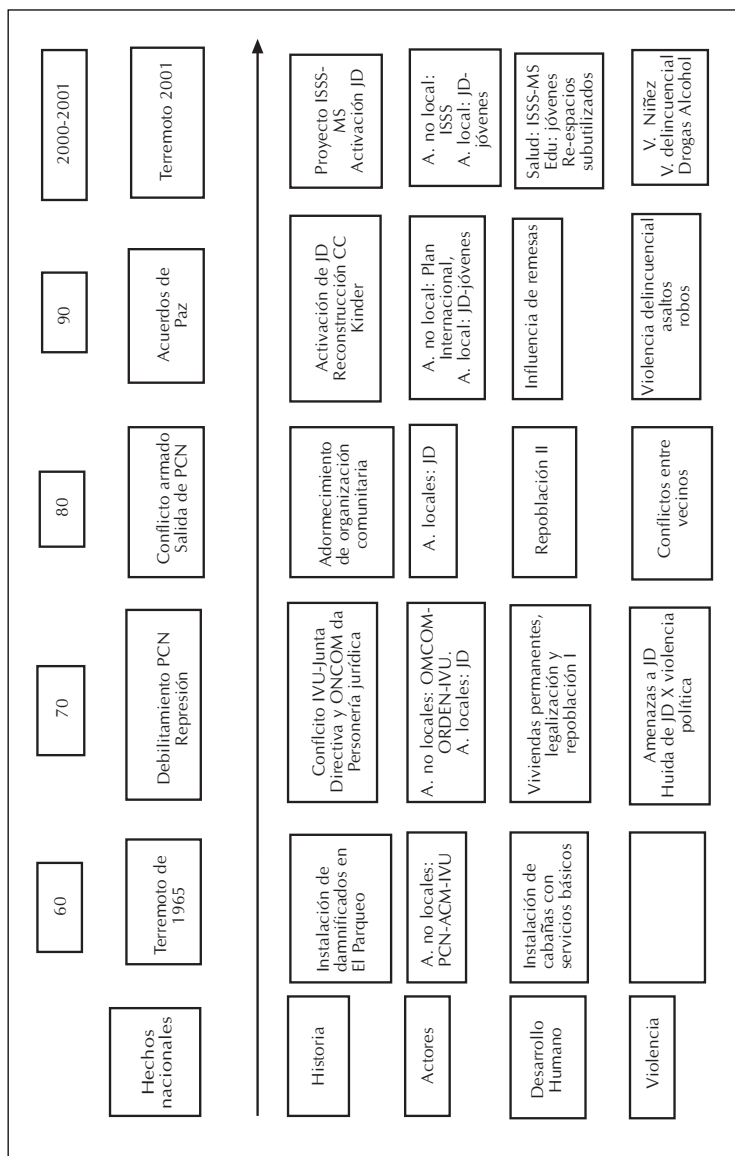 60
70
80
90
2000-2001
Hechos
nacionales
Terremoto de
1965
Debilitamiento PCN
Represión
Conflicto armado
Salida de PCN
Acuerdos de
Paz
Terremoto 2001
Historia
Instalación de
damnificados en
El Parqueo
Conflcito IVU-Junta
Directiva y ONCOM da
Personería jurídica
Adormecimiento
de organización
comunitaria
Activación de JD
Reconstrucción CC
Kinder
Proyecto ISSS-
MS
Activación JD
Actores
A. no locales:
PCN-ACM-IVU
A. no locales: OMCOM-
ORDEN-IVU.
A. locales: JD
A. locales: JD
A. no local: Plan
Internacional,
A. local: JD-jóvenes
A. no local:
ISSS
A. local: JD-
jóvenes
Desarrollo
Humano
Instalación de
cabañas con
servicios básicos
Viviendas permanentes,
legalización y
repoblación I
Repoblación II
Influencia de remesas
Salud: ISSS-MS
Edu: jóvenes
Re-espacios
subutilizados
Violencia
Amenazas a JD
Huida de JD X violencia
política
Conflictos entre
vecinos
Violencia delincuencial
asaltos
robos
V. Niñez
V. delincuencial
Drogas Alcohol